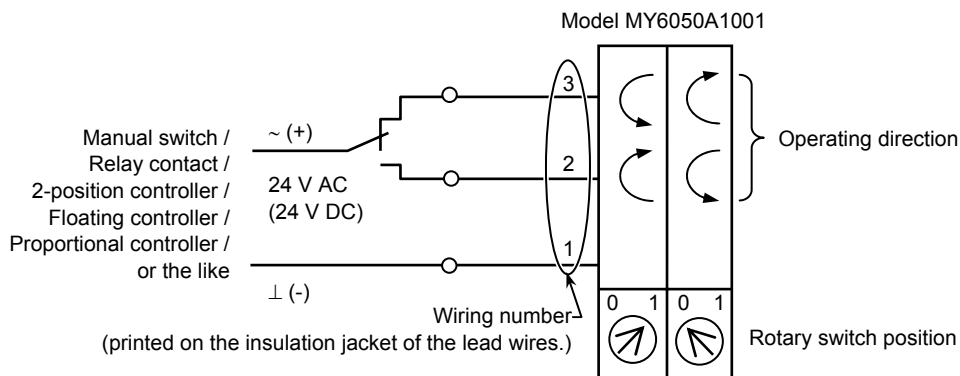 Model MY6050A1001
3
Manual switch /
Relay contact /
2-position controller /
Floating controller /
Proportional controller /
or the like
~ (+)
24 V AC
(24 V DC)
⊥ (-)
2
1
Operating direction
Wiring number
(printed on the insulation jacket of the lead wires.)
0 1 0 1
Rotary switch position